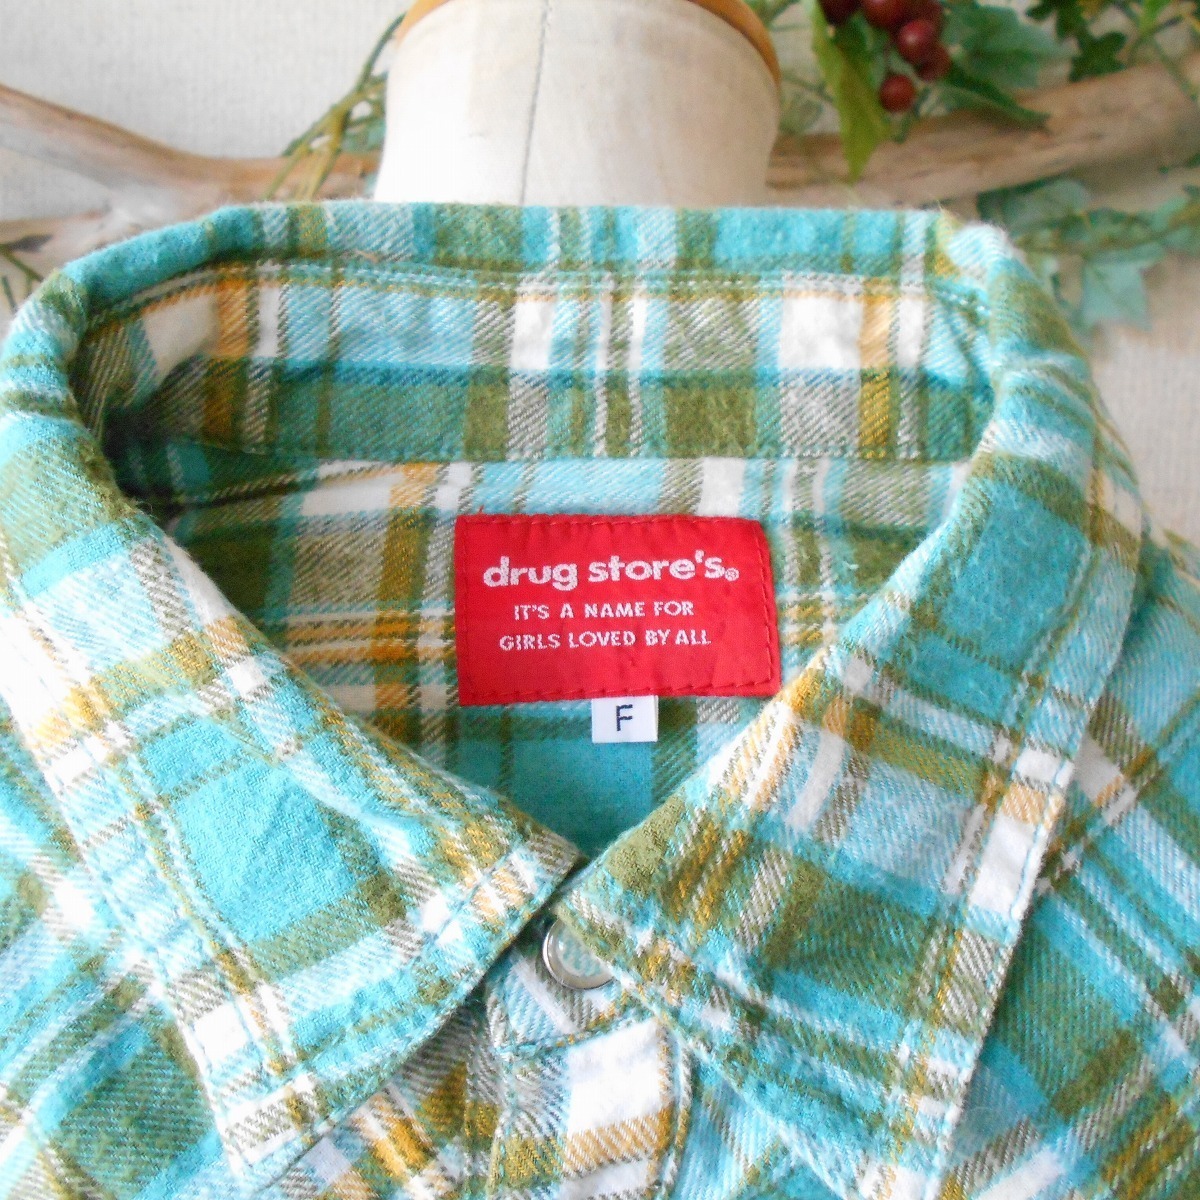 drug store's®
IT'S A NAME FOR
GIRLS LOVED BY ALL
F